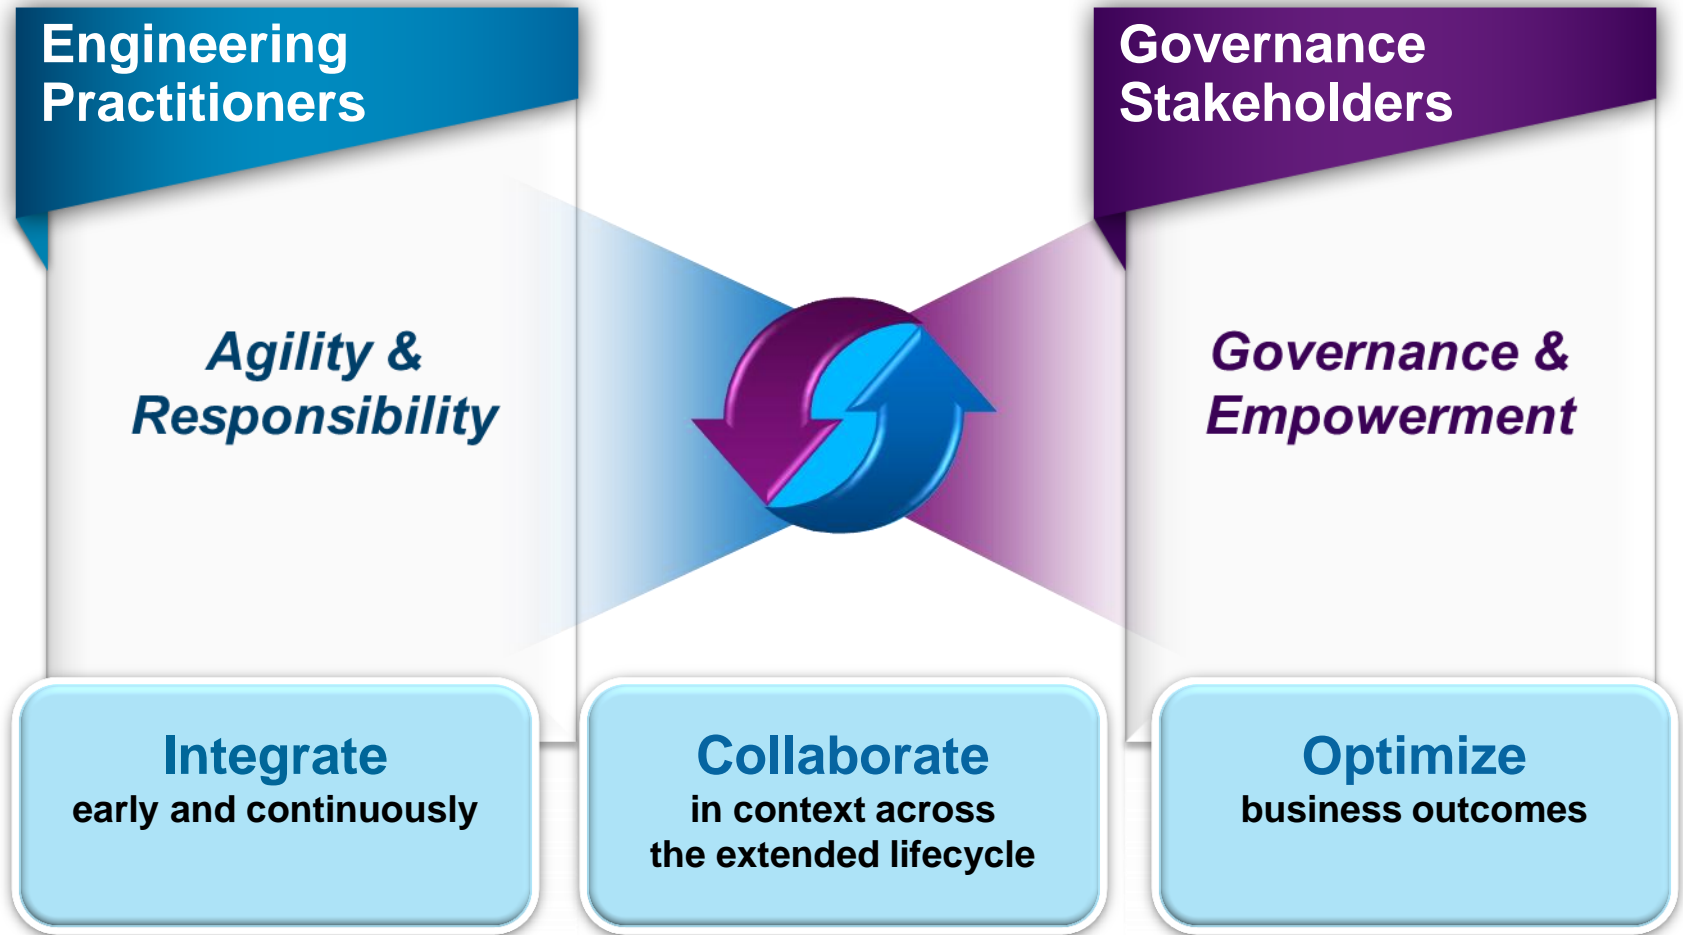 Engineering
Practitioners
Governance
Stakeholders
Agility &
Responsibility
Governance &
Empowerment
Integrate
early and continuously
Collaborate
in context across
the extended lifecycle
Optimize
business outcomes